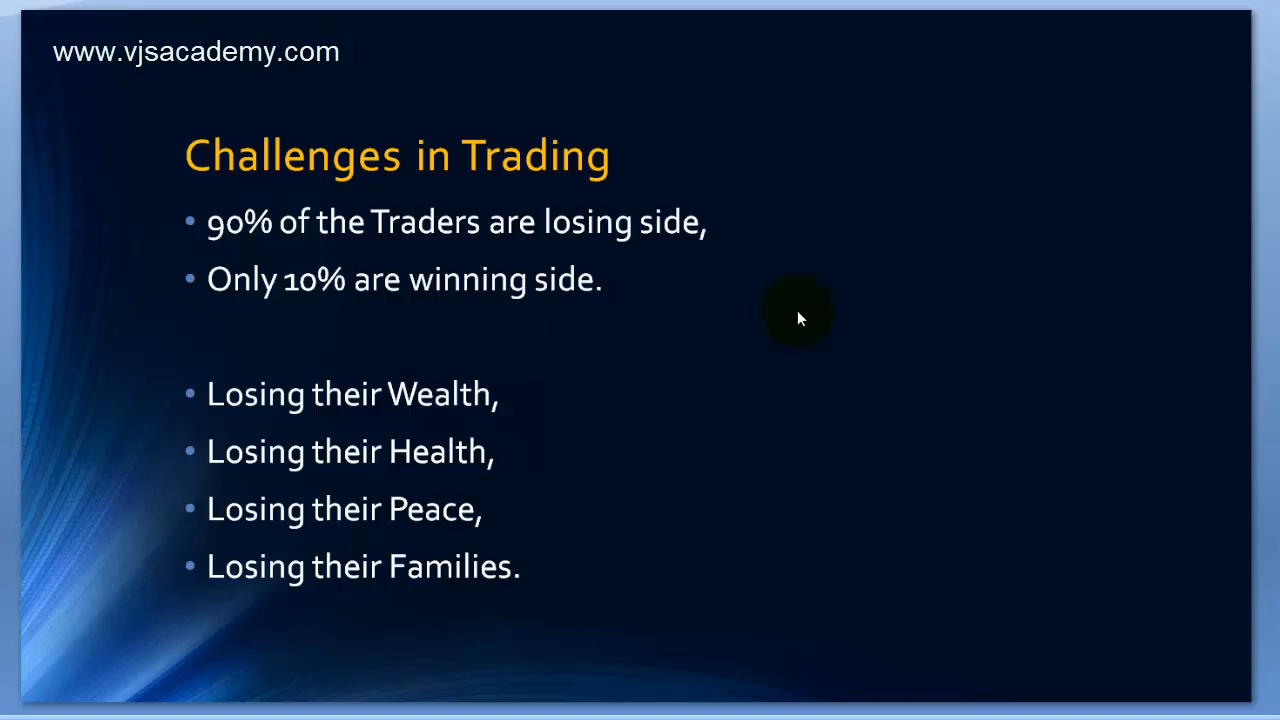 www.vjsacademy.com
Challenges in Trading
• 90% of the Traders are losing side,
• Only 10% are winning side.
• Losing their Wealth,
• Losing their Health,
• Losing their Peace,
• Losing their Families.